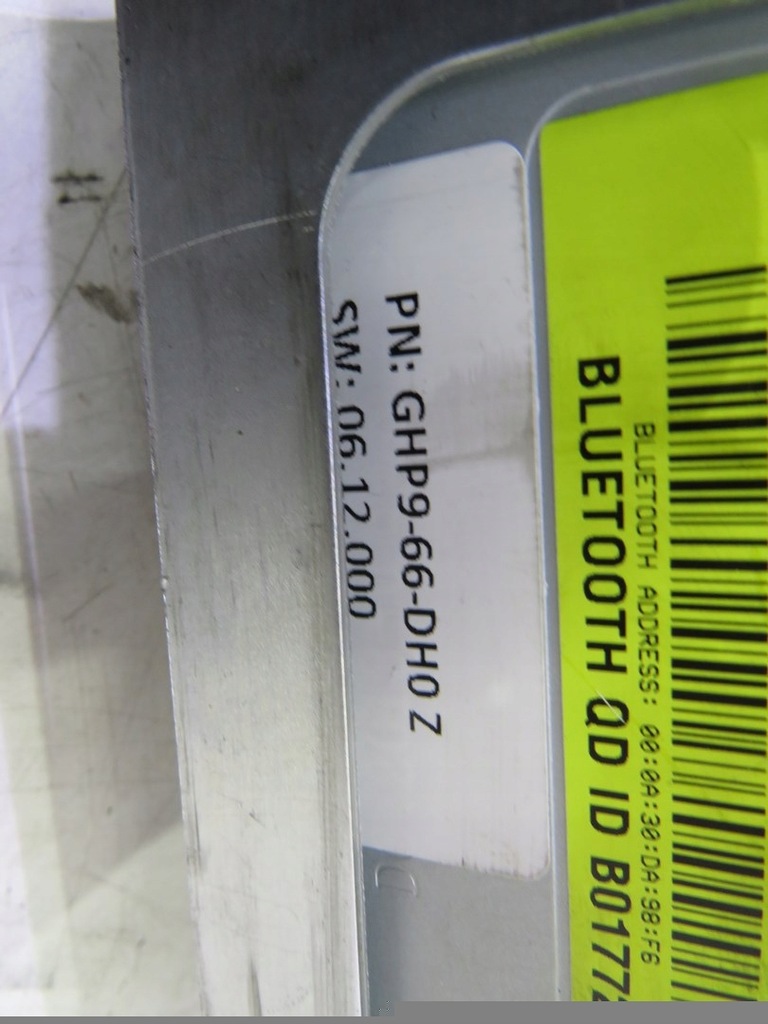 PN: GHP9-66-DH0 Z
SW: 06.12.000
BLUETOOTH ADDRESS: 00:0A:30:DA:98:F6
BLUETOOTH QD ID B0177